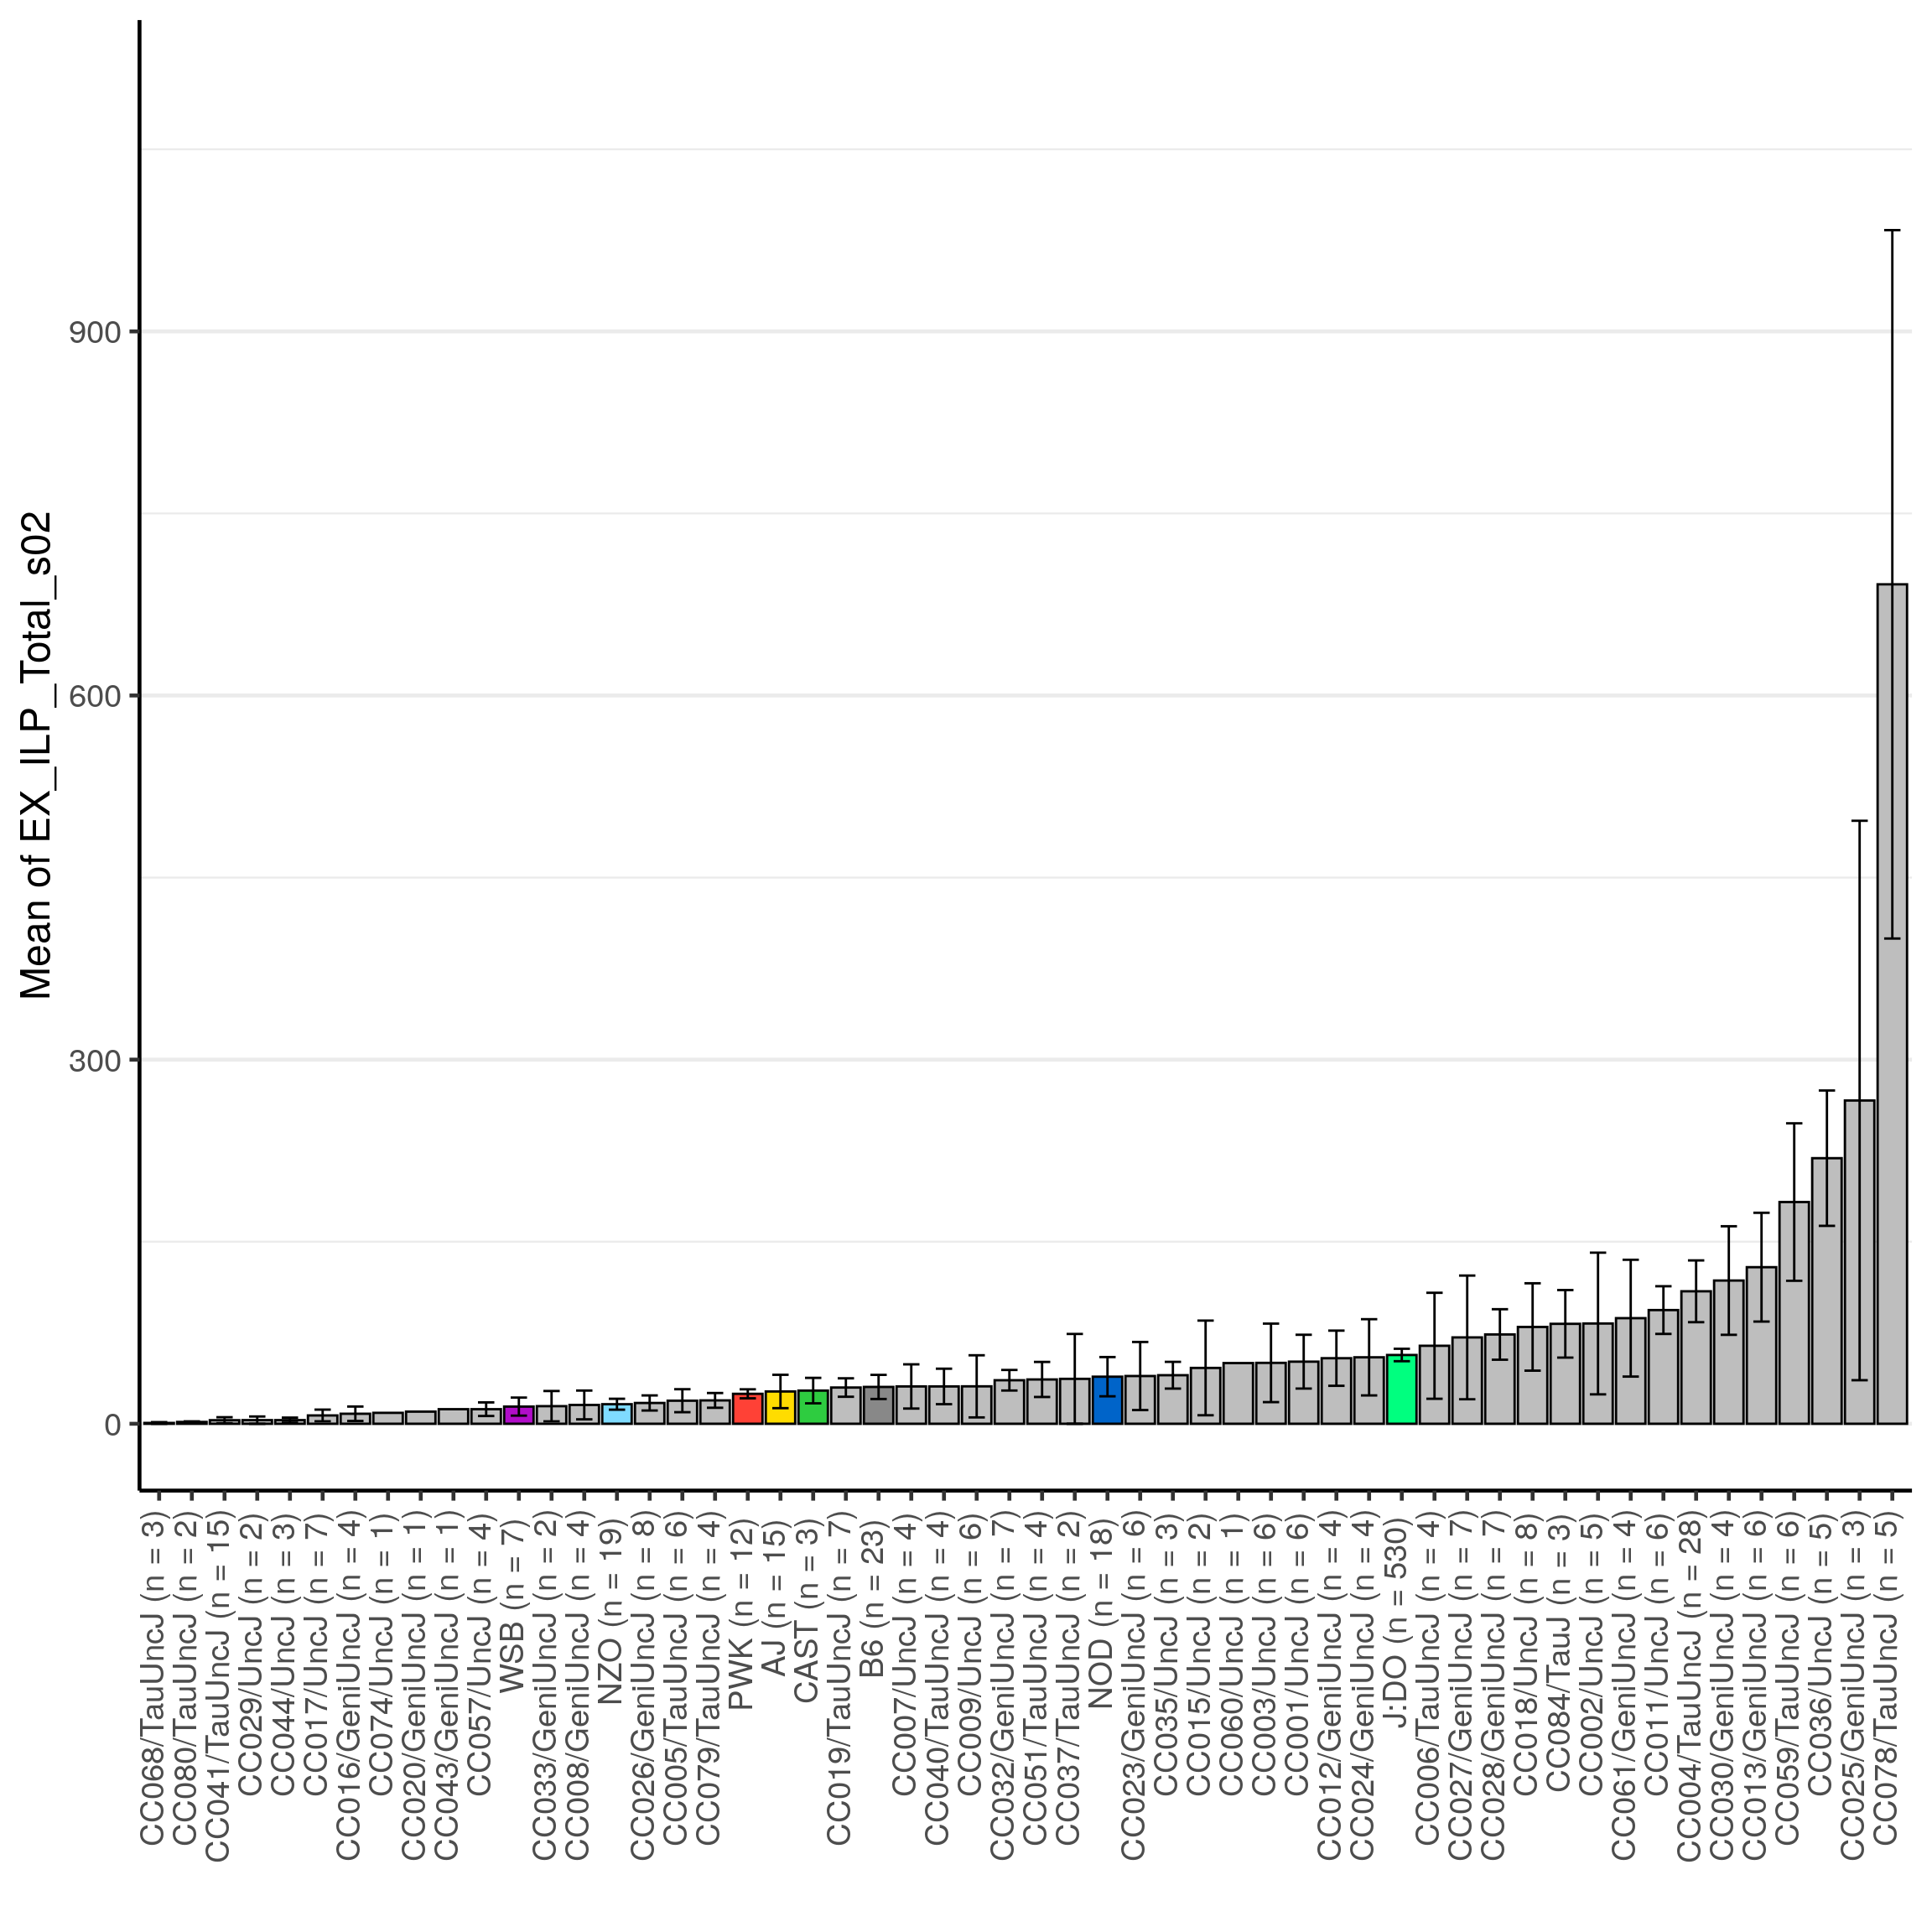 Mean of EX_ILP_Total_s02
900
600
300
0
CC068/TauUncJ (n = 3)
CC080/TauUncJ (n = 2)
CC041/TauUncJ (n = 15)
CC029/UncJ (n = 2)
CC044/UncJ (n = 3)
CC017/UncJ (n = 7)
CC016/GeniUncJ (n = 4)
CC074/UncJ (n = 1)
CC020/GeniUncJ (n = 1)
CC043/GeniUncJ (n = 1)
CC057/UncJ (n = 4)
WSB (n = 7)
CC033/GeniUncJ (n = 2)
CC008/GeniUncJ (n = 4)
NZO (n = 19)
CC026/GeniUncJ (n = 8)
CC005/TauUncJ (n = 6)
CC079/TauUncJ (n = 4)
PWK (n = 12)
AJ (n = 15)
CAST (n = 3)
CC019/TauUncJ (n = 7)
B6 (n = 23)
CC007/UncJ (n = 4)
CC040/TauUncJ (n = 4)
CC009/UncJ (n = 6)
CC032/GeniUncJ (n = 7)
CC051/TauUncJ (n = 4)
CC037/TauUncJ (n = 2)
NOD (n = 18)
CC023/GeniUncJ (n = 6)
CC035/UncJ (n = 3)
CC015/UncJ (n = 2)
CC060/UncJ (n = 1)
CC003/UncJ (n = 6)
CC001/UncJ (n = 6)
CC012/GeniUncJ (n = 4)
CC024/GeniUncJ (n = 4)
J:DO (n = 530)
CC006/TauUncJ (n = 4)
CC027/GeniUncJ (n = 7)
CC028/GeniUncJ (n = 7)
CC018/UncJ (n = 8)
CC084/TauJ (n = 3)
CC002/UncJ (n = 5)
CC061/GeniUncJ (n = 4)
CC011/UncJ (n = 6)
CC004/TauUncJ (n = 28)
CC030/GeniUncJ (n = 4)
CC013/GeniUncJ (n = 6)
CC059/TauUncJ (n = 6)
CC036/UncJ (n = 5)
CC025/GeniUncJ (n = 3)
CC078/TauUncJ (n = 5)